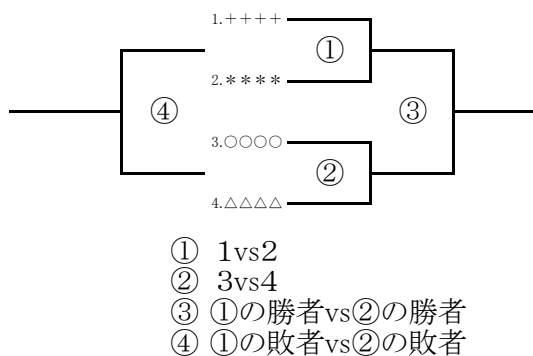 1.++++
①
2.****
④
③
3.○○○○
②
4.△△△△
① 1vs2
② 3vs4
③ ①の勝者vs②の勝者
④ ①の敗者vs②の敗者